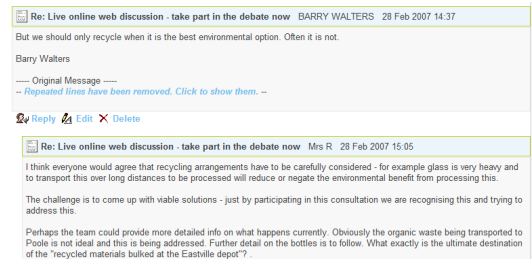 Re: Live online web discussion - take part in the debate now BARRY WALTERS 28 Feb 2007 14:37
But we should only recycle when it is the best environmental option. Often it is not.
Barry Walters
----- Original Message -----
-- Repeated lines have been removed. Click to show them. --
Reply Edit Delete
Re: Live online web discussion - take part in the debate now Mrs R 28 Feb 2007 15:05
I think everyone would agree that recycling arrangements have to be carefully considered - for example glass is very heavy and
to transport this over long distances to be processed will reduce or negate the environmental benefit from processing this.
The challenge is to come up with viable solutions - just by participating in this consultation we are recognising this and trying to
address this.
Perhaps the team could provide more detailed info on what happens currently. Obviously the organic waste being transported to
Poole is not ideal and this is being addressed. Further detail on the bottles is to follow. What exactly is the ultimate destination
of the "recycled materials bulked at the Eastville depot"? .